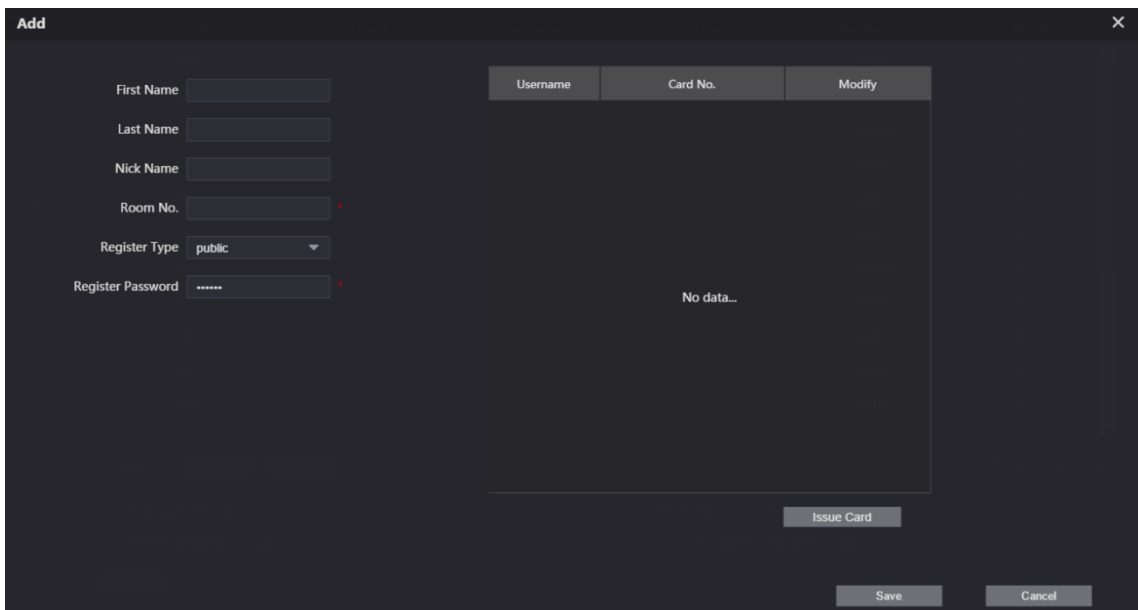 Add
First Name
Last Name
Nick Name
Room No. *
Register Type public
Register Password •••••• *
Username Card No. Modify
No data...
Issue Card
Save Cancel